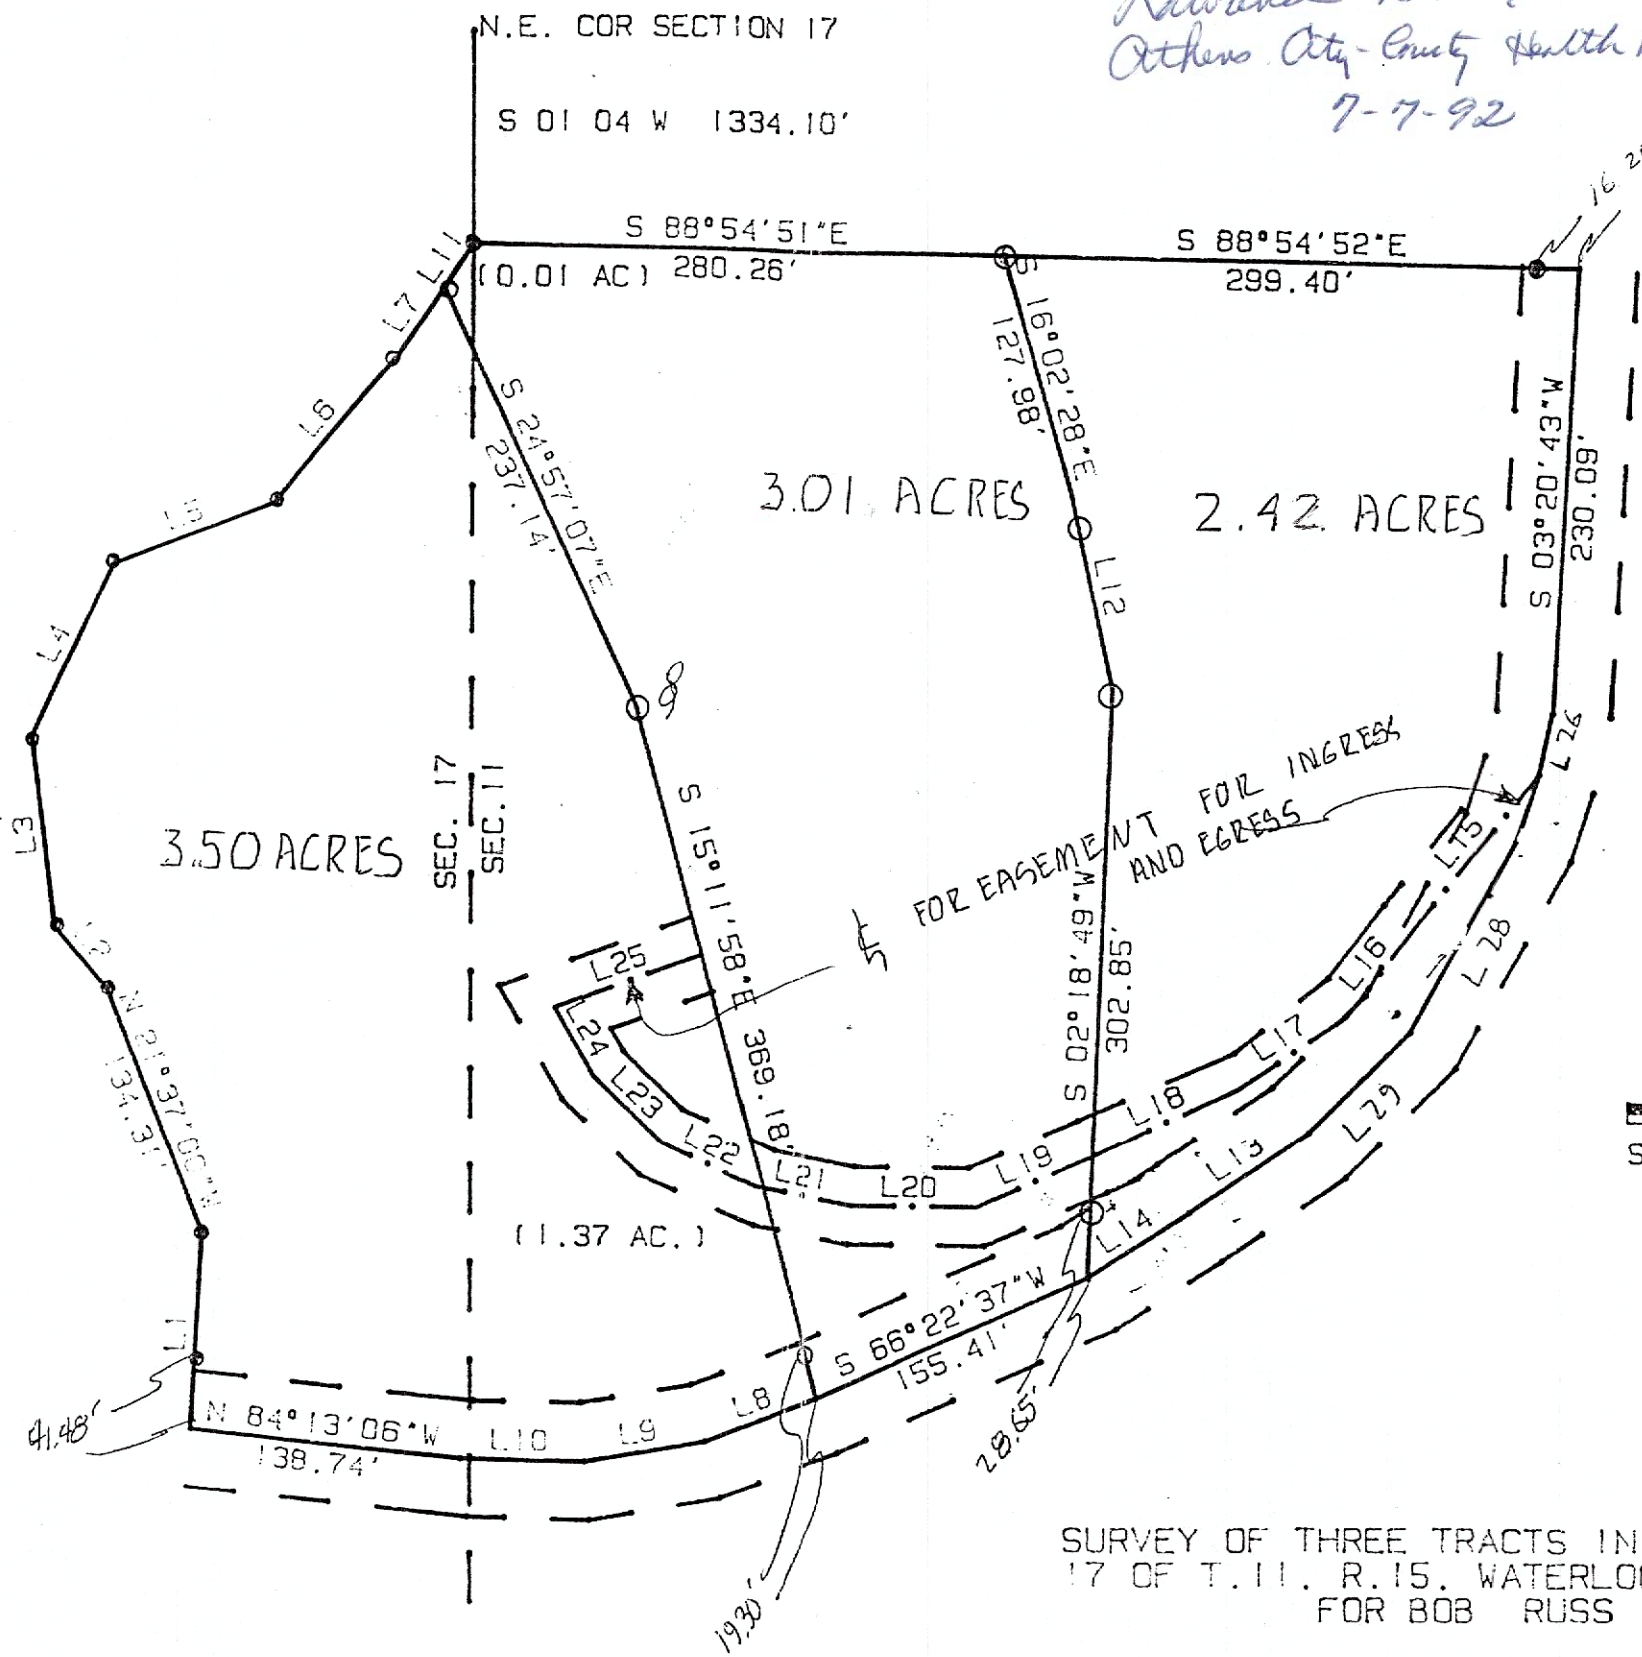 N.E. COR SECTION 17
Athens City-County Health
7-7-92
S 01 04 W 1334.10'
16.
S 88°54'51"E
280.26'
(0.01 AC)
S 88°54'52"E
299.40'
L11
L7
L6
L5
L4
L3
L2
N 21°37'00"W
134.31'
L1
41.48'
S 24°57'07"E
237.14'
S 16°02'28"E
127.98'
L12
3.01 ACRES
2.42 ACRES
S 03°20'43"W
230.09'
L 26
SEC. 17
SEC. 11
3.50 ACRES
S 15°11'58"E 369.18'
FOR EASEMENT FOR INGRESS
AND EGRESS
S 02°18'49"W
302.85'
L15
L16
L17
L18
L19
L20
L21
L22
L23
L24
L25
L 28
L29
L13
L14
(1.37 AC.)
S 66°22'37"W
155.41'
28.65'
L8
L9
L10
N 84°13'06"W
138.74'
19.30'
SURVEY OF THREE TRACTS IN
17 OF T.11. R.15. WATERLOO
FOR BOB RUSS